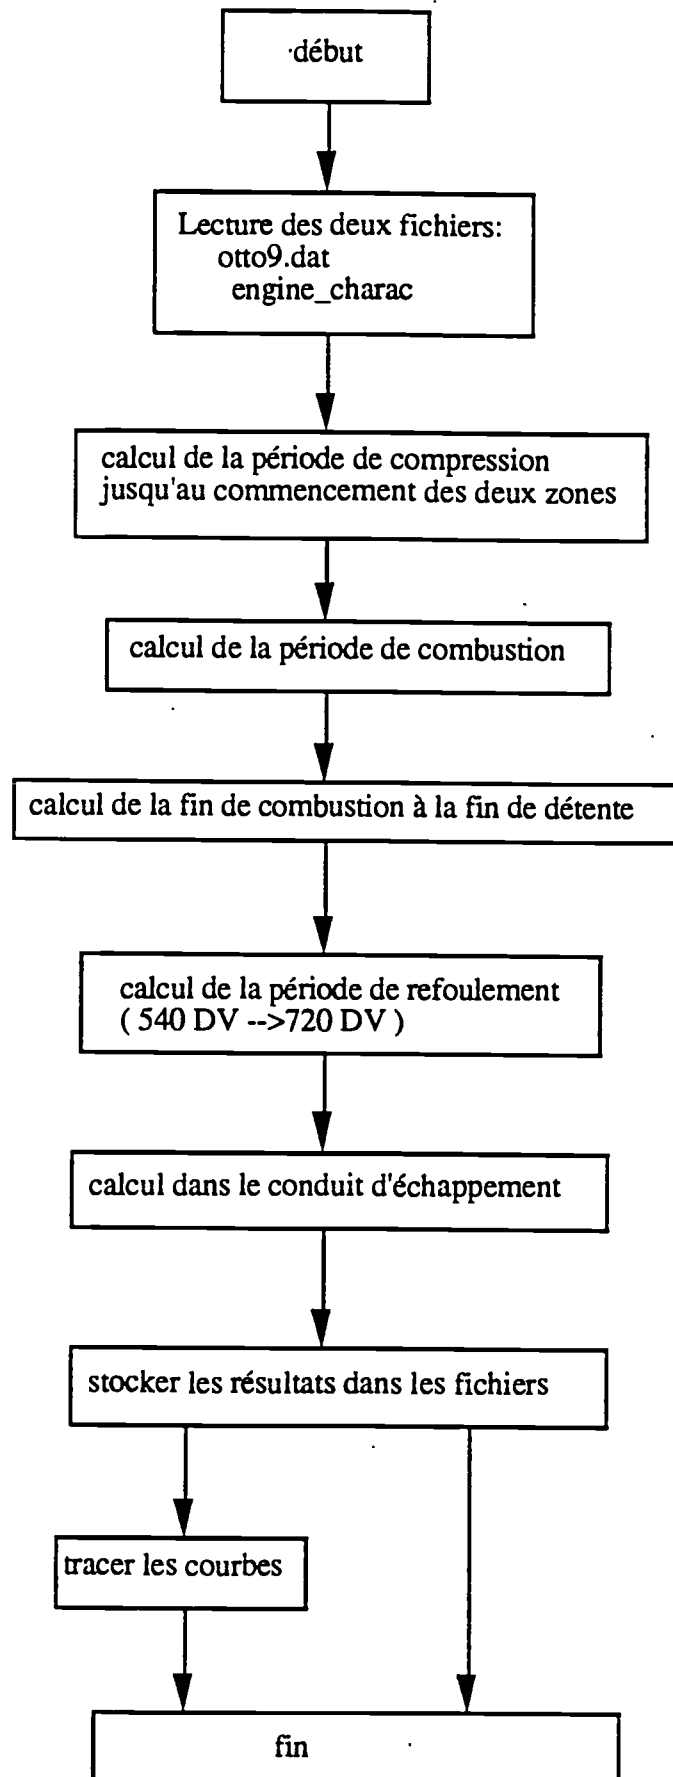 début
Lecture des deux fichiers:
otto9.dat
engine_charac
calcul de la période de compression
jusqu'au commencement des deux zones
calcul de la période de combustion
calcul de la fin de combustion à la fin de détente
calcul de la période de refoulement
( 540 DV -->720 DV )
calcul dans le conduit d'échappement
stocker les résultats dans les fichiers
tracer les courbes
fin